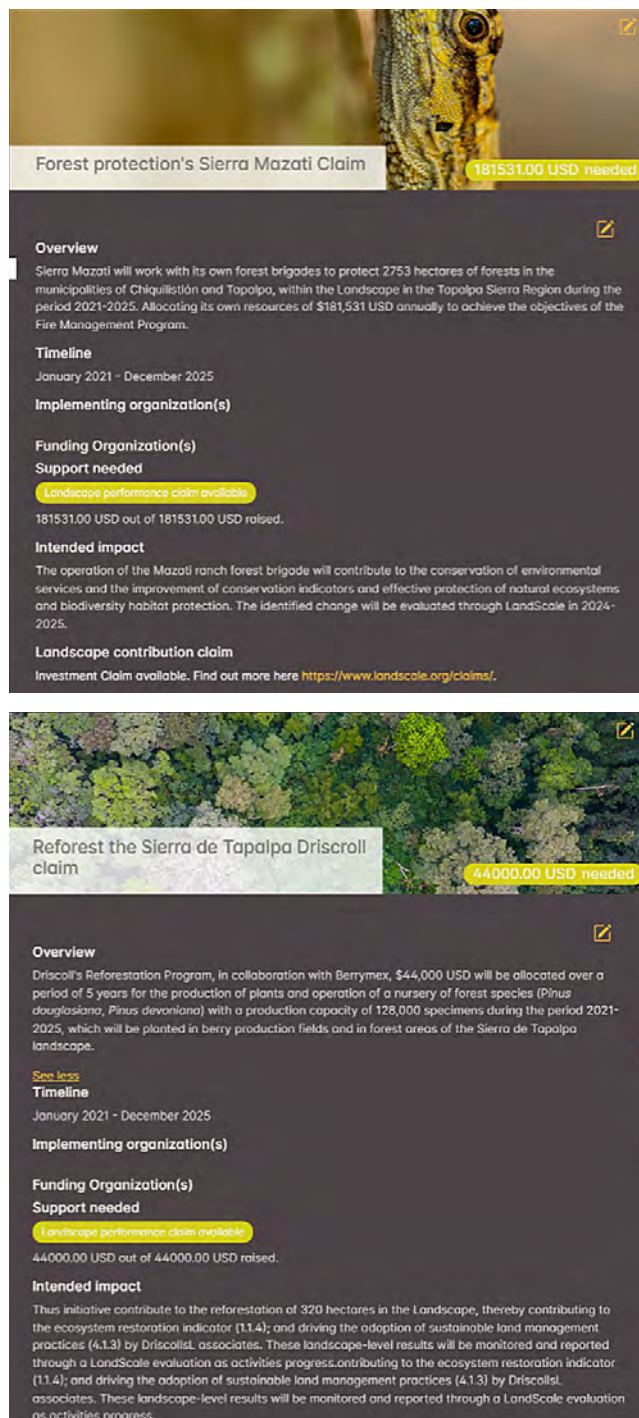 Forest protection's Sierra Mazati Claim
181531.00 USD needed
Overview
Sierra Mazati will work with its own forest brigades to protect 2753 hectares of forests in the
municipalities of Chiquilistlán and Tapalpa, within the Landscape in the Tapalpa Sierra Region during the
period 2021-2025. Allocating its own resources of $181,531 USD annually to achieve the objectives of the
Fire Management Program.
Timeline
January 2021 - December 2025
Implementing organization(s)
Funding Organization(s)
Support needed
Landscape performance claim available
181531.00 USD out of 181531.00 USD raised.
Intended impact
The operation of the Mazati ranch forest brigade will contribute to the conservation of environmental
services and the improvement of conservation indicators and effective protection of natural ecosystems
and biodiversity habitat protection. The identified change will be evaluated through LandScale in 2024-
2025.
Landscape contribution claim
Investment Claim available. Find out more here https://www.landscale.org/claims/.
Reforest the Sierra de Tapalpa Driscroll
claim
44000.00 USD needed
Overview
Driscoll's Reforestation Program, in collaboration with Berrymex, $44,000 USD will be allocated over a
period of 5 years for the production of plants and operation of a nursery of forest species (Pinus
douglasiana, Pinus devoniana) with a production capacity of 128,000 specimens during the period 2021-
2025, which will be planted in berry production fields and in forest areas of the Sierra de Tapalpa
landscape.
See less
Timeline
January 2021 - December 2025
Implementing organization(s)
Funding Organization(s)
Support needed
Landscape performance claim available
44000.00 USD out of 44000.00 USD raised.
Intended impact
Thus initiative contribute to the reforestation of 320 hectares in the Landscape, thereby contributing to
the ecosystem restoration indicator (1.1.4); and driving the adoption of sustainable land management
practices (4.1.3) by DriscollsL associates. These landscape-level results will be monitored and reported
through a LandScale evaluation as activities progress.ontributing to the ecosystem restoration indicator
(1.1.4); and driving the adoption of sustainable land management practices (4.1.3) by DriscollsL
associates. These landscape-level results will be monitored and reported through a LandScale evaluation
as activities progress.